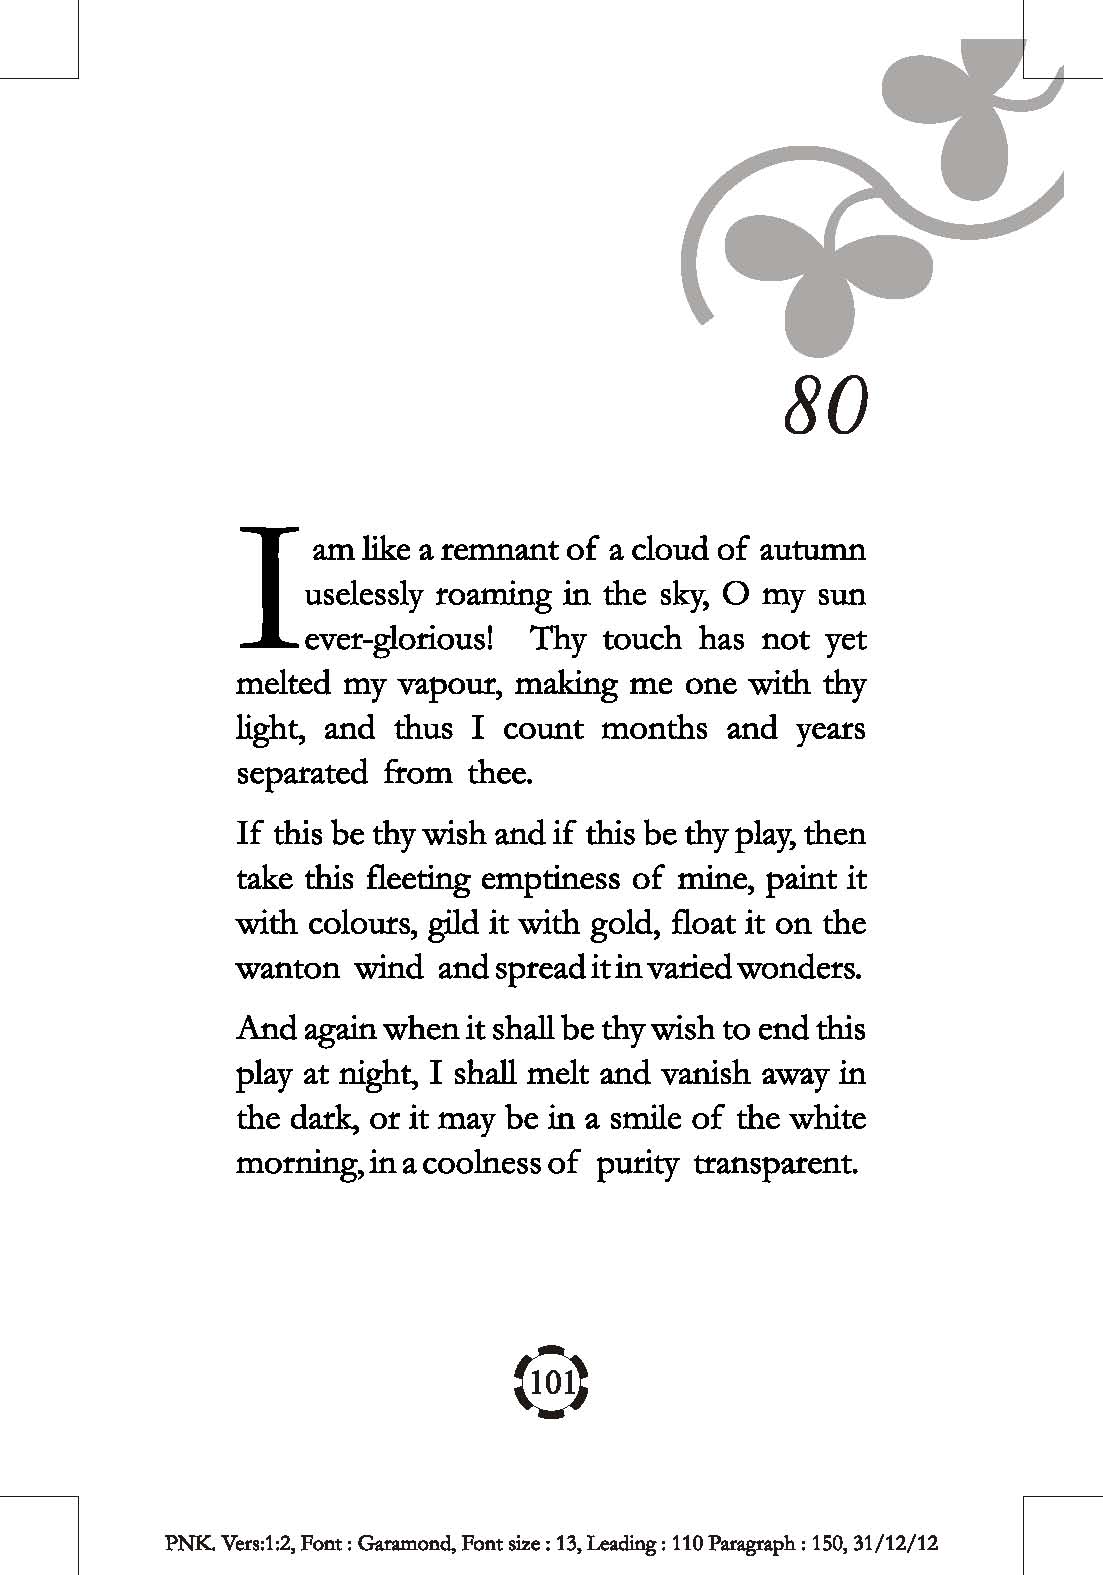 80
I am like a remnant of a cloud of autumn
uselessly roaming in the sky, O my sun
ever-glorious! Thy touch has not yet
melted my vapour, making me one with thy
light, and thus I count months and years
separated from thee.
If this be thy wish and if this be thy play, then
take this fleeting emptiness of mine, paint it
with colours, gild it with gold, float it on the
wanton wind and spread it in varied wonders.
And again when it shall be thy wish to end this
play at night, I shall melt and vanish away in
the dark, or it may be in a smile of the white
morning, in a coolness of purity transparent.
101
PNK. Vers:1:2, Font : Garamond, Font size : 13, Leading : 110 Paragraph : 150, 31/12/12